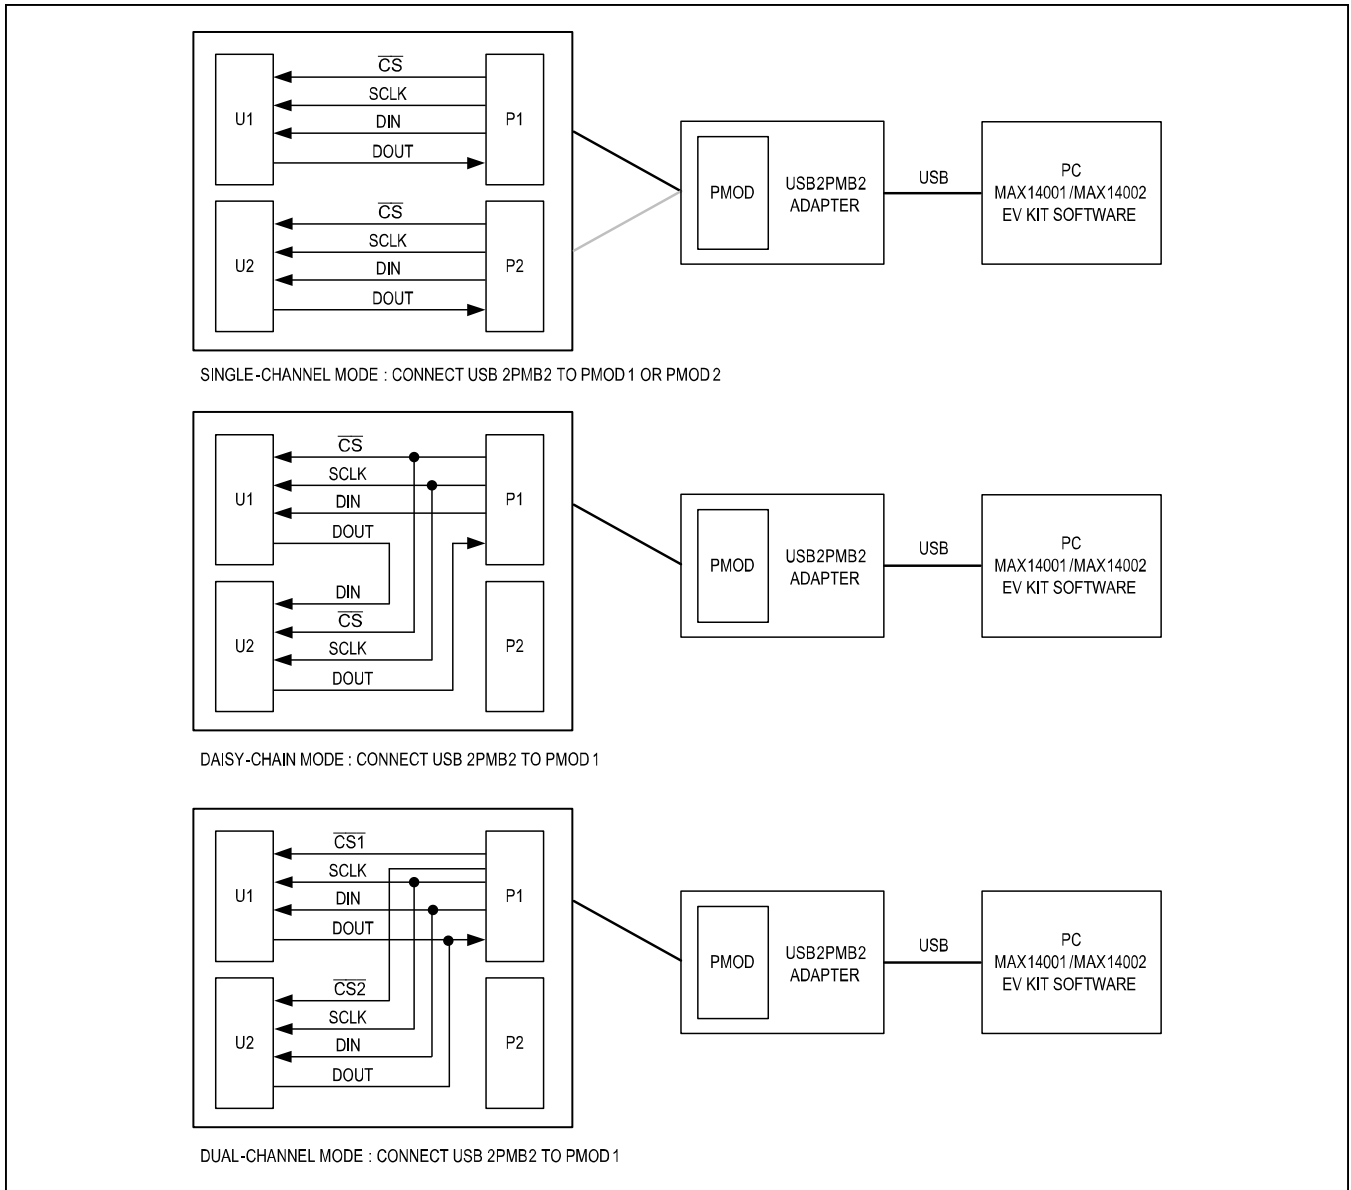 CS
SCLK
U1 DIN P1
DOUT
CS
SCLK
U2 DIN P2
DOUT
PMOD
USB2PMB2
ADAPTER
USB
PC
MAX14001/MAX14002
EV KIT SOFTWARE
SINGLE-CHANNEL MODE : CONNECT USB 2PMB2 TO PMOD 1 OR PMOD 2
CS
SCLK
U1 DIN P1
DOUT
DIN
CS
U2 SCLK P2
DOUT
PMOD
USB2PMB2
ADAPTER
USB
PC
MAX14001/MAX14002
EV KIT SOFTWARE
DAISY-CHAIN MODE : CONNECT USB 2PMB2 TO PMOD 1
CS1
SCLK
U1 DIN P1
DOUT
CS2
SCLK
U2 DIN P2
DOUT
PMOD
USB2PMB2
ADAPTER
USB
PC
MAX14001/MAX14002
EV KIT SOFTWARE
DUAL-CHANNEL MODE : CONNECT USB 2PMB2 TO PMOD 1